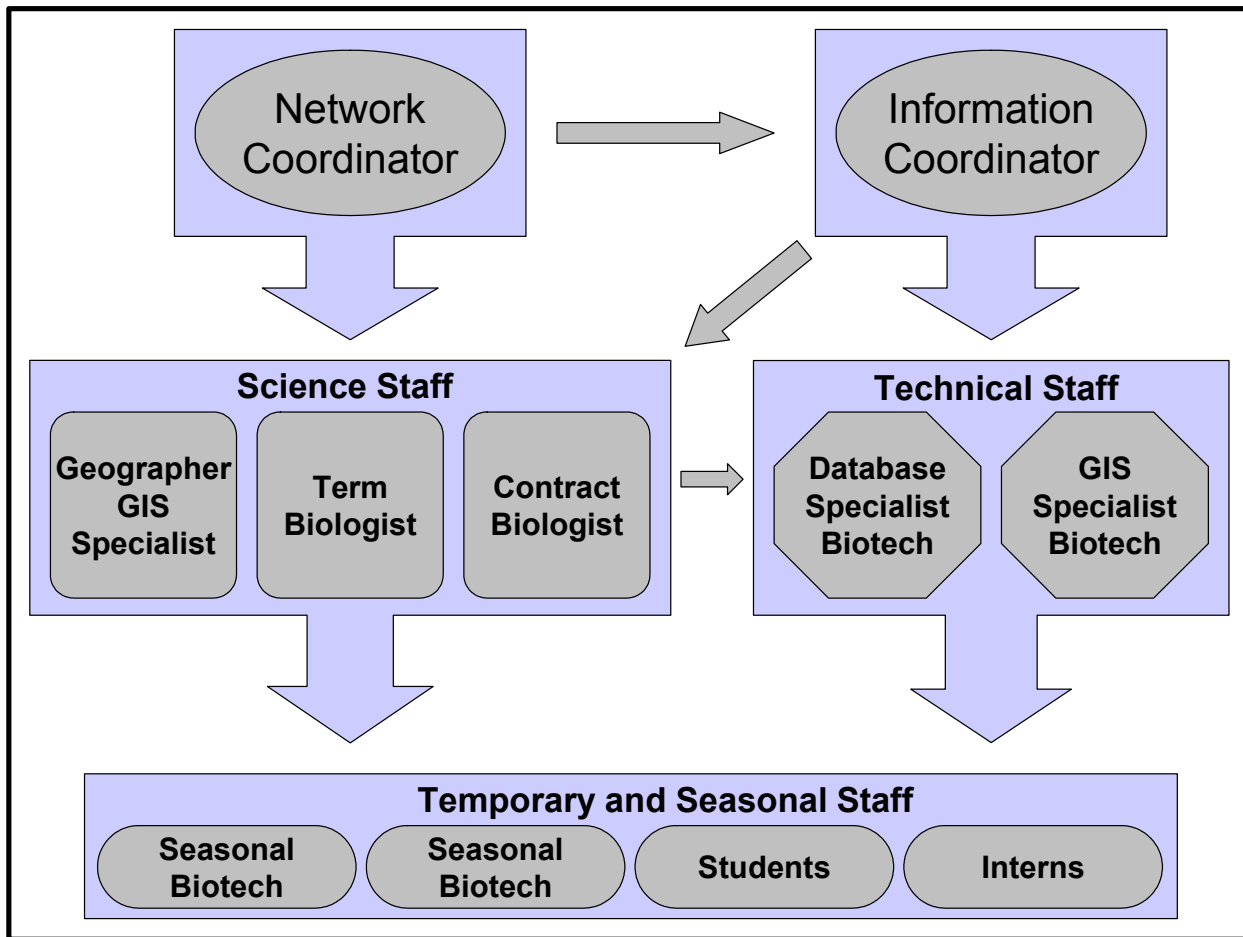 Network
Coordinator
Information
Coordinator
Science Staff
Geographer
GIS
Specialist
Term
Biologist
Contract
Biologist
Technical Staff
Database
Specialist
Biotech
GIS
Specialist
Biotech
Temporary and Seasonal Staff
Seasonal
Biotech
Seasonal
Biotech
Students
Interns